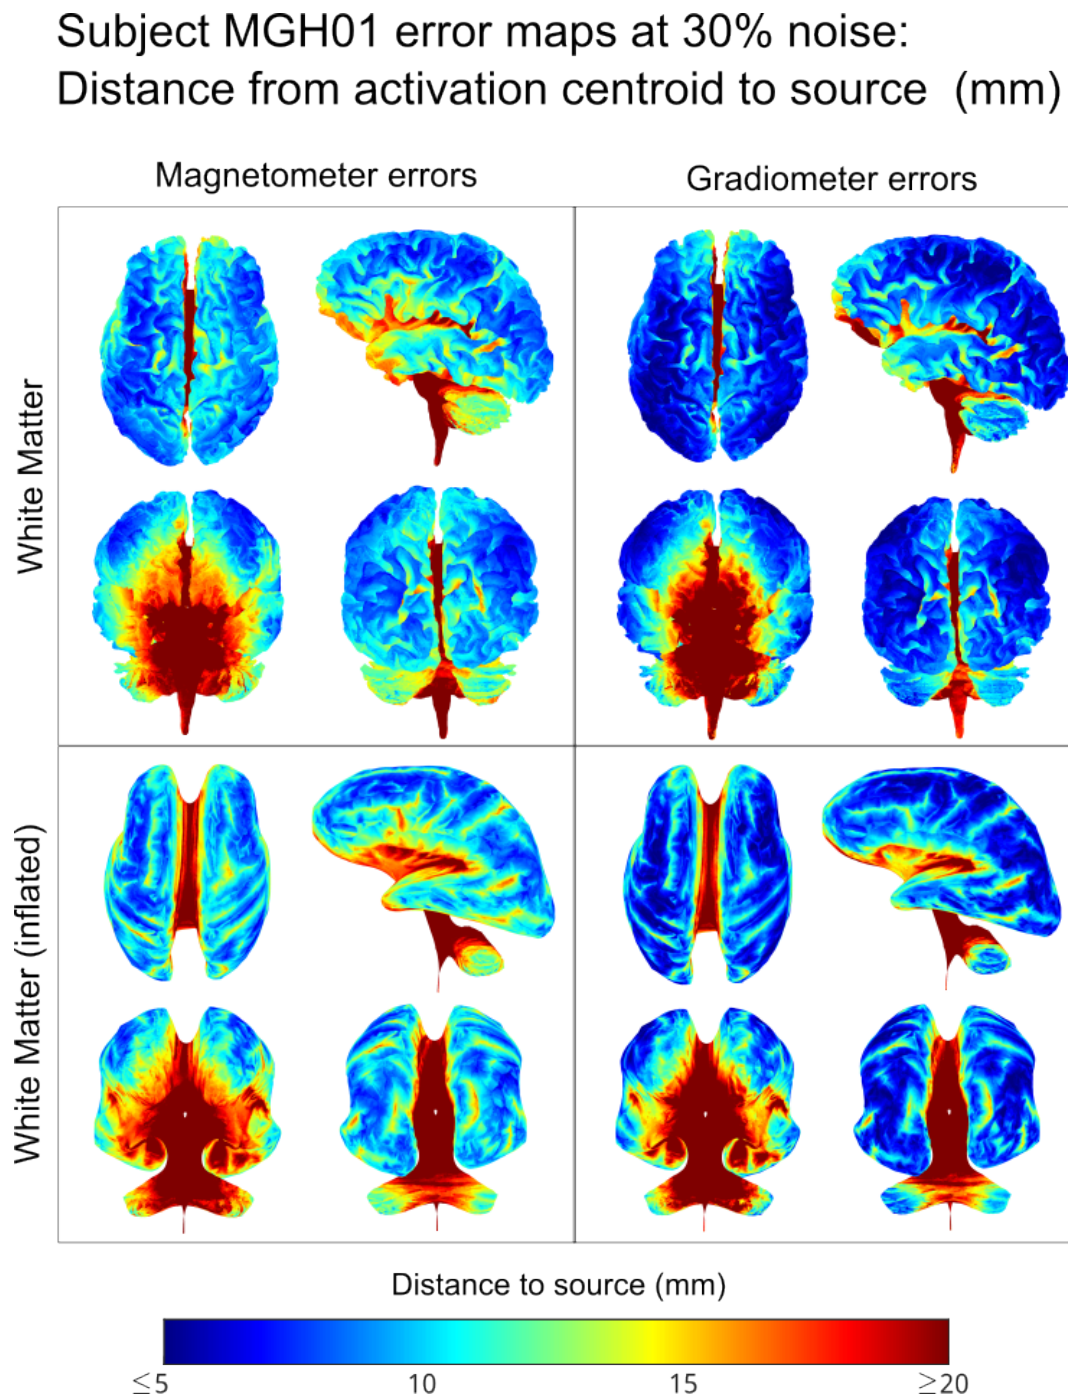 Subject MGH01 error maps at 30% noise:
Distance from activation centroid to source (mm)
Magnetometer errors
Gradiometer errors
White Matter
White Matter (inflated)
Distance to source (mm)
≤5
10
15
≥20